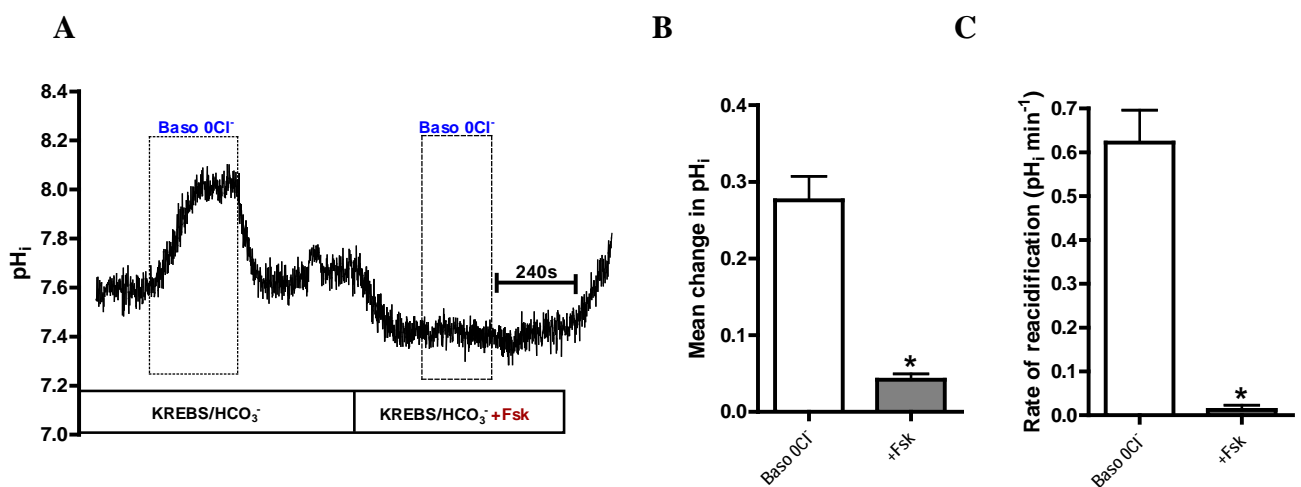 A
B
C
pHi
8.4
8.2
8.0
7.8
7.6
7.4
7.2
7.0
Baso 0Cl⁻
Baso 0Cl⁻
240s
KREBS/HCO₃⁻
KREBS/HCO₃⁻ +Fsk
Mean change in pHi
0.4
0.3
0.2
0.1
0.0
*
Baso 0Cl⁻
+Fsk
Rate of reacidification (pHi min⁻¹)
0.7
0.6
0.5
0.4
0.3
0.2
0.1
0.0
*
Baso 0Cl⁻
+Fsk